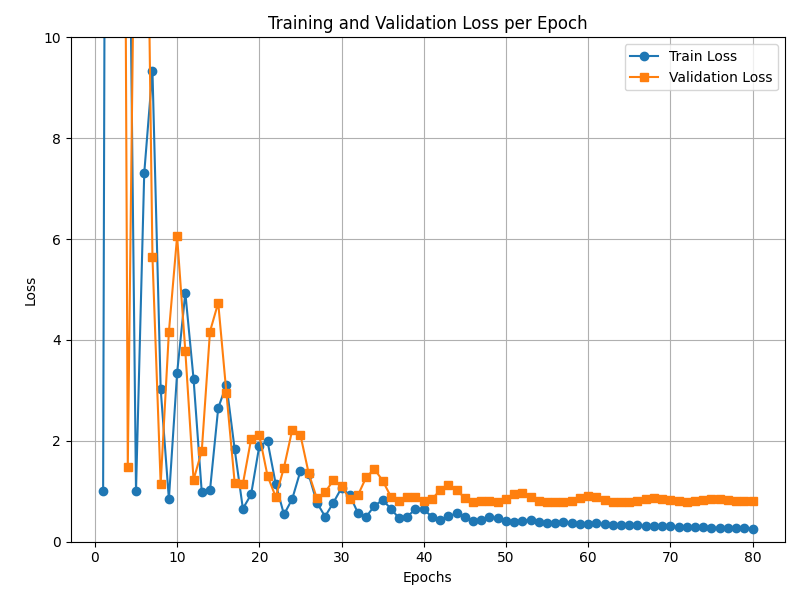 Training and Validation Loss per Epoch
Train Loss
Validation Loss
10
8
6
4
2
0
Loss
0 10 20 30 40 50 60 70 80
Epochs